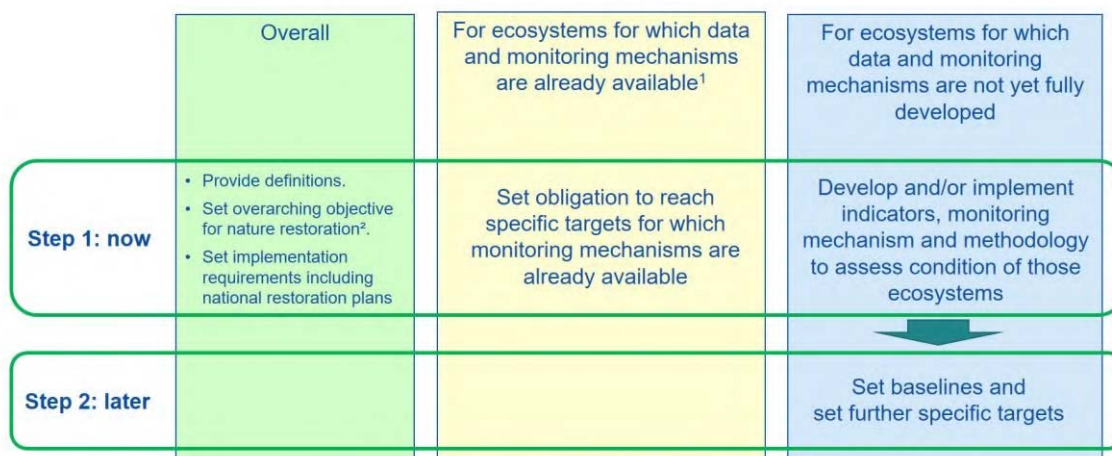 Overall
For ecosystems for which data
and monitoring mechanisms
are already available¹
For ecosystems for which
data and monitoring
mechanisms are not yet fully
developed
Step 1: now
• Provide definitions.
• Set overarching objective
for nature restoration².
• Set implementation
requirements including
national restoration plans
Set obligation to reach
specific targets for which
monitoring mechanisms are
already available
Develop and/or implement
indicators, monitoring
mechanism and methodology
to assess condition of those
ecosystems
Step 2: later
Set baselines and
set further specific targets